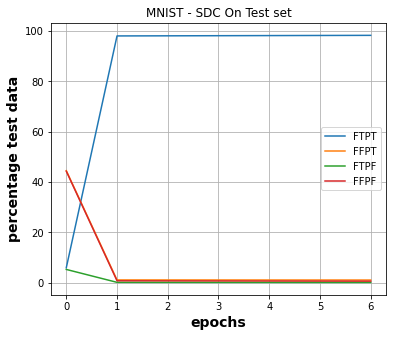 MNIST - SDC On Test set
100
80
60
40
20
0
percentage test data
FTPT
FFPT
FTPF
FFPF
0 1 2 3 4 5 6
epochs